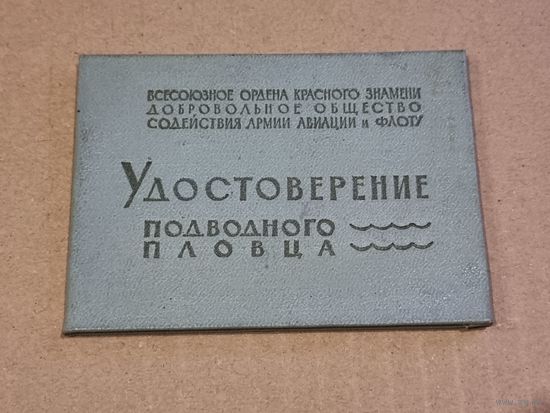 ВСЕСОЮЗНОЕ ОРДЕНА КРАСНОГО ЗНАМЕНИ
ДОБРОВОЛЬНОЕ ОБЩЕСТВО
СОДЕЙСТВИЯ АРМИИ АВИАЦИИ и ФЛОТУ
УДОСТОВЕРЕНИЕ
ПОДВОДНОГО
ПЛОВЦА